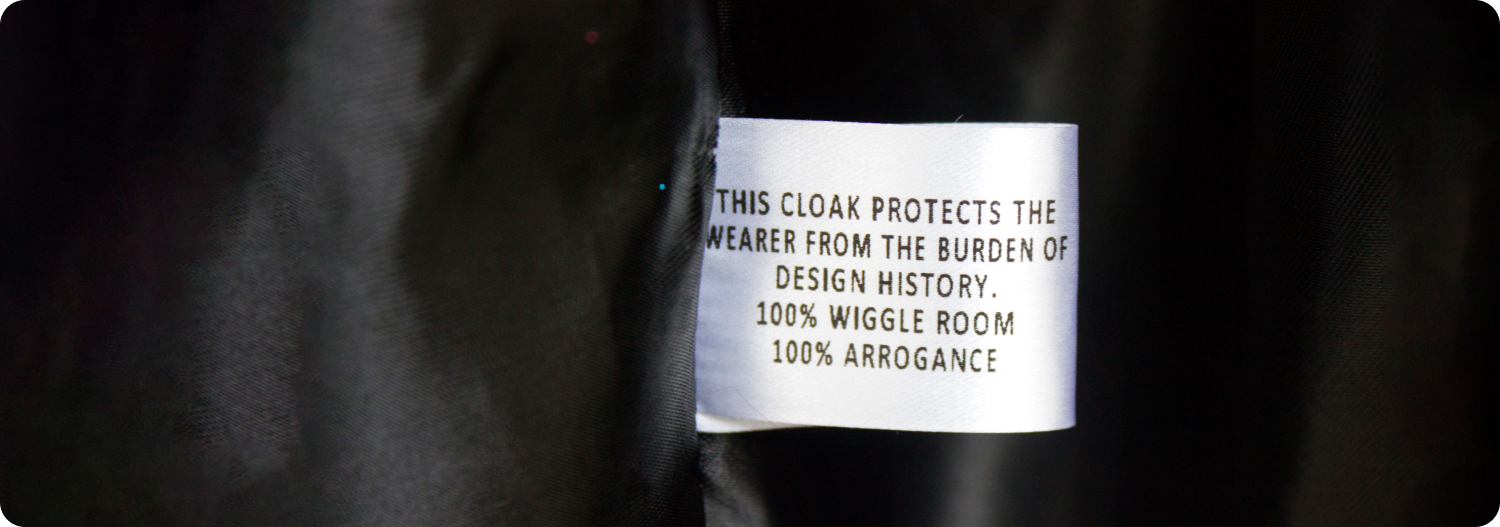 THIS CLOAK PROTECTS THE
WEARER FROM THE BURDEN OF
DESIGN HISTORY.
100% WIGGLE ROOM
100% ARROGANCE